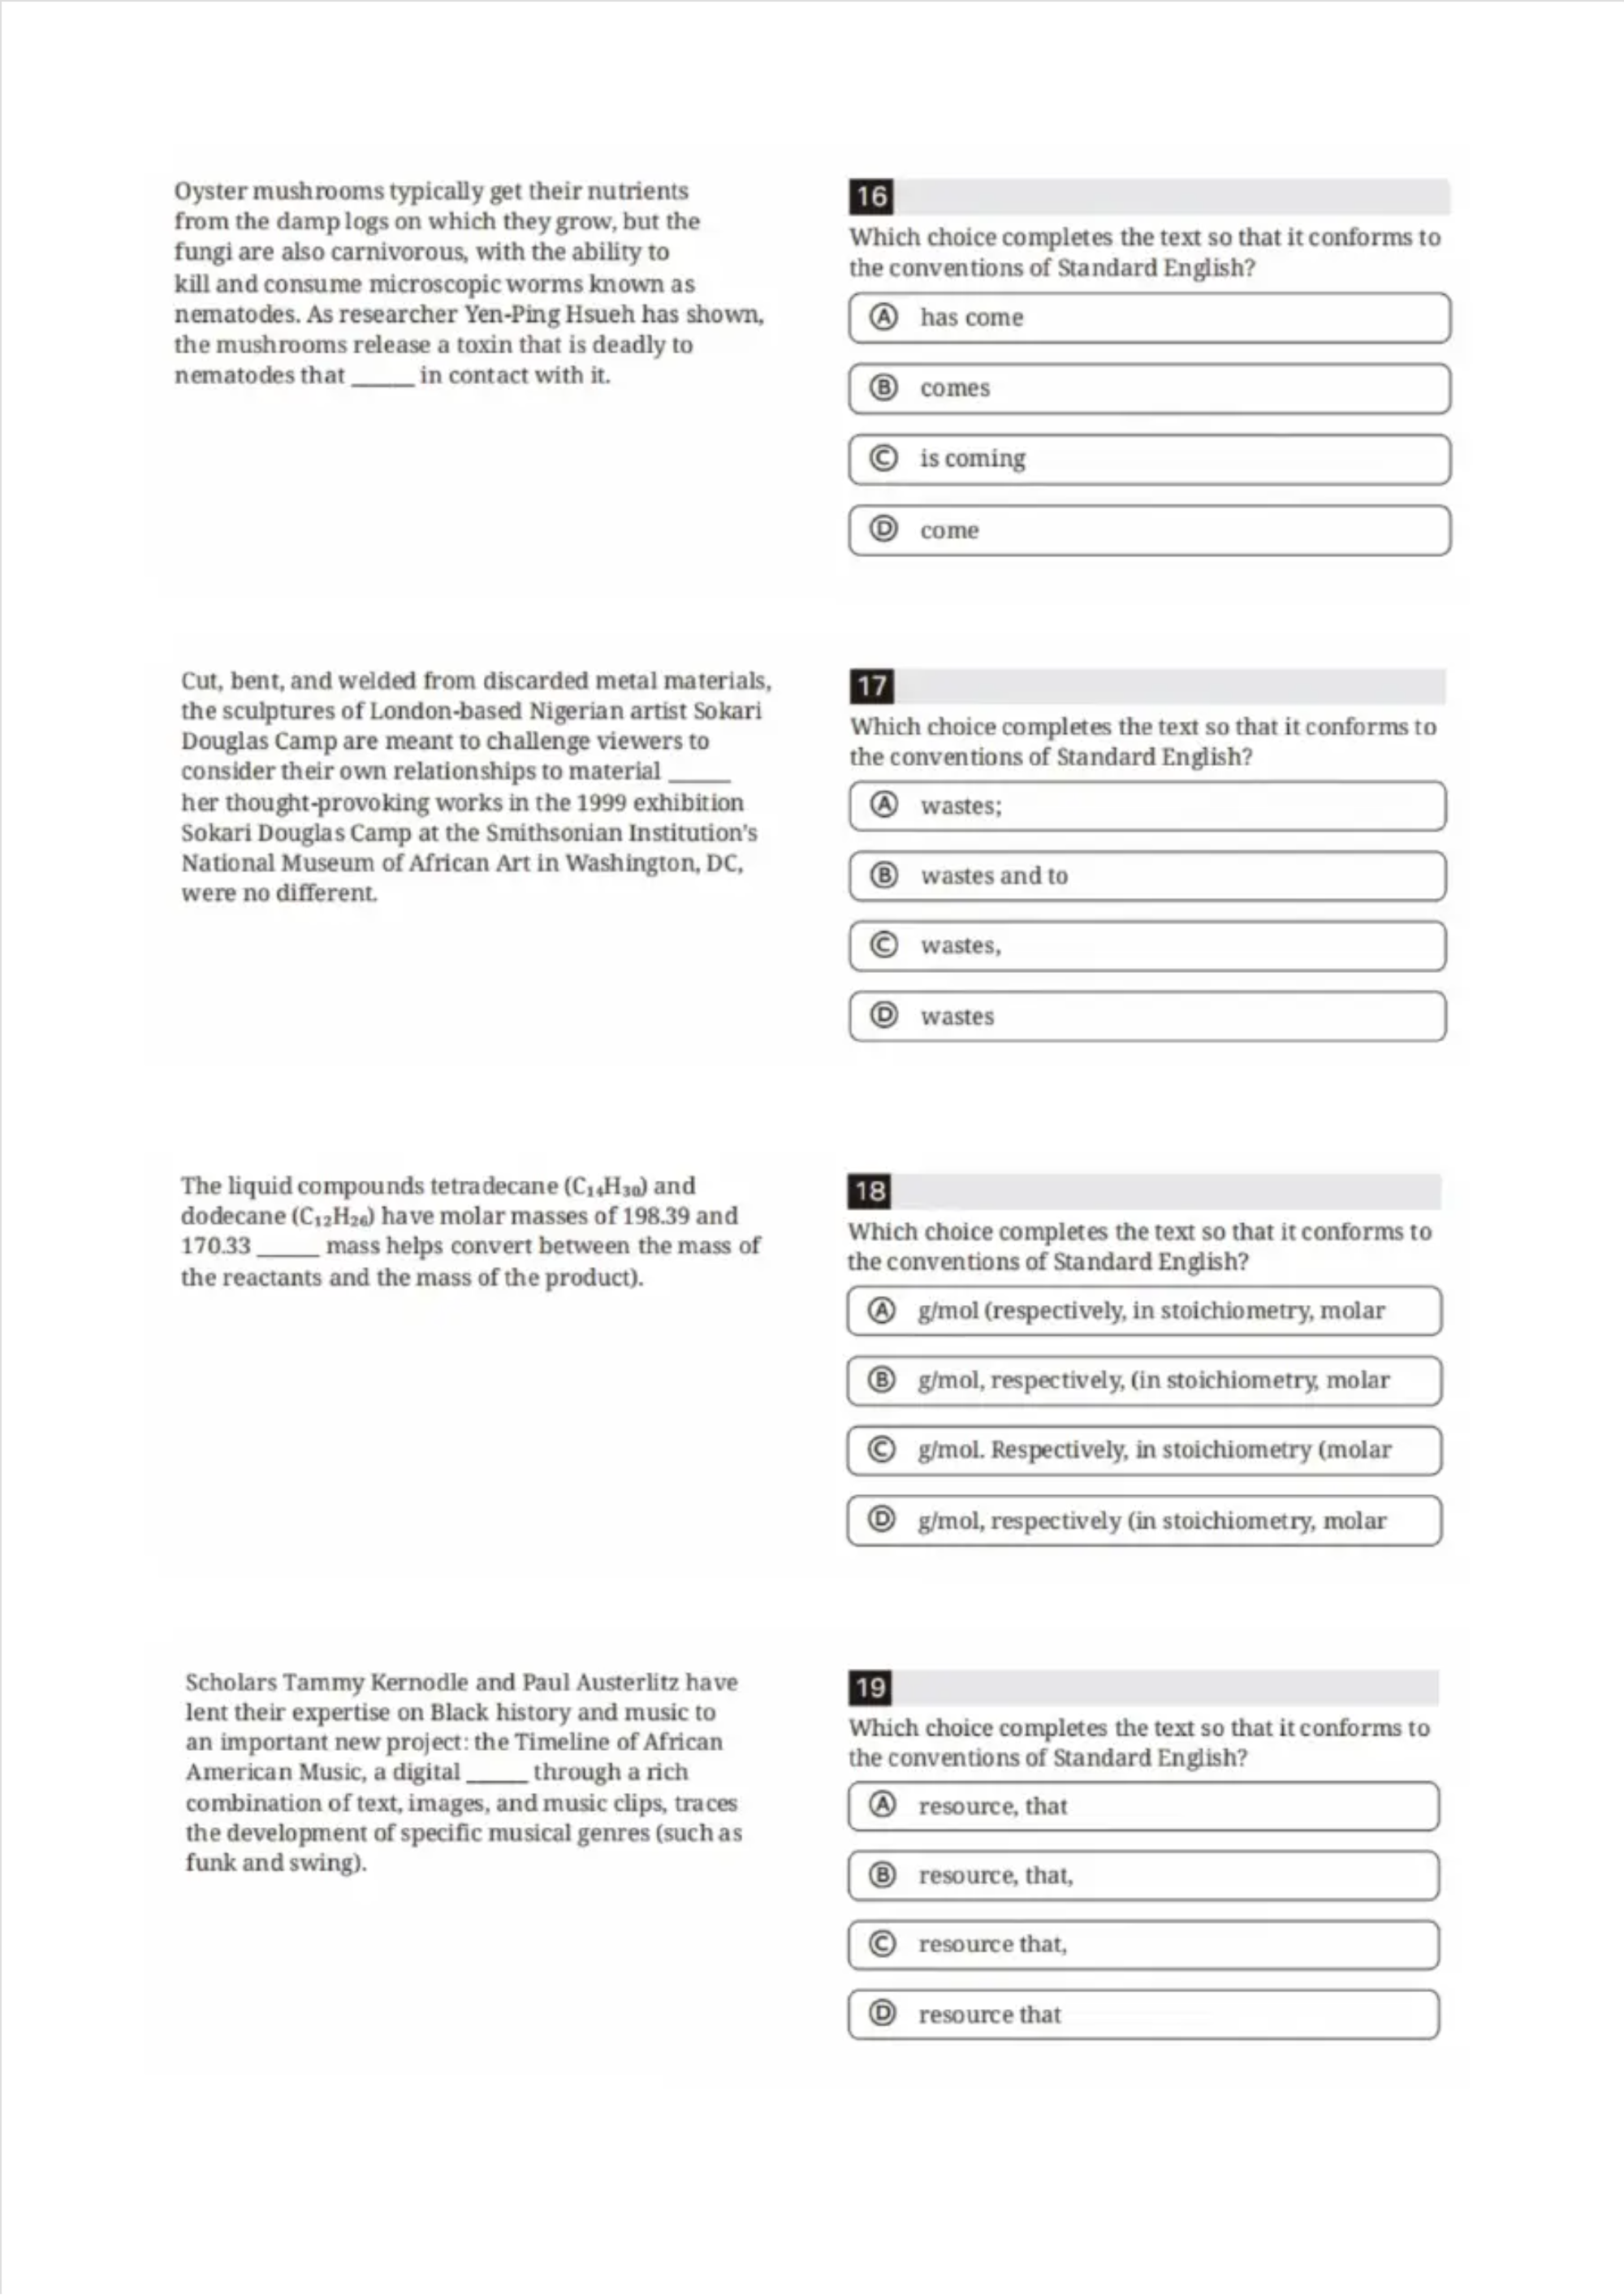 Oyster mushrooms typically get their nutrients
from the damp logs on which they grow, but the
fungi are also carnivorous, with the ability to
kill and consume microscopic worms known as
nematodes. As researcher Yen-Ping Hsueh has shown,
the mushrooms release a toxin that is deadly to
nematodes that _____ in contact with it.
16
Which choice completes the text so that it conforms to
the conventions of Standard English?
Ⓐ has come
Ⓑ comes
Ⓒ is coming
Ⓓ come
Cut, bent, and welded from discarded metal materials,
the sculptures of London-based Nigerian artist Sokari
Douglas Camp are meant to challenge viewers to
consider their own relationships to material _____
her thought-provoking works in the 1999 exhibition
Sokari Douglas Camp at the Smithsonian Institution's
National Museum of African Art in Washington, DC,
were no different.
17
Which choice completes the text so that it conforms to
the conventions of Standard English?
Ⓐ wastes;
Ⓑ wastes and to
Ⓒ wastes,
Ⓓ wastes
The liquid compounds tetradecane (C₁₄H₃₀) and
dodecane (C₁₂H₂₆) have molar masses of 198.39 and
170.33 _____ mass helps convert between the mass of
the reactants and the mass of the product).
18
Which choice completes the text so that it conforms to
the conventions of Standard English?
Ⓐ g/mol (respectively, in stoichiometry, molar
Ⓑ g/mol, respectively, (in stoichiometry, molar
Ⓒ g/mol. Respectively, in stoichiometry (molar
Ⓓ g/mol, respectively (in stoichiometry, molar
Scholars Tammy Kernodle and Paul Austerlitz have
lent their expertise on Black history and music to
an important new project: the Timeline of African
American Music, a digital _____ through a rich
combination of text, images, and music clips, traces
the development of specific musical genres (such as
funk and swing).
19
Which choice completes the text so that it conforms to
the conventions of Standard English?
Ⓐ resource, that
Ⓑ resource, that,
Ⓒ resource that,
Ⓓ resource that